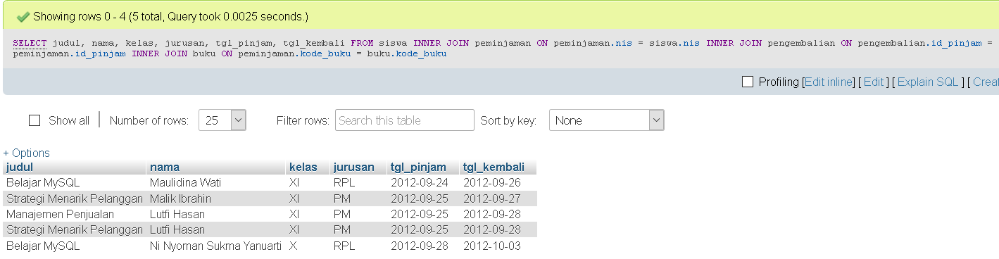 Showing rows 0 - 4 (5 total, Query took 0.0025 seconds.)
SELECT judul, nama, kelas, jurusan, tgl_pinjam, tgl_kembali FROM siswa INNER JOIN peminjaman ON peminjaman.nis = siswa.nis INNER JOIN pengembalian ON pengembalian.id_pinjam =
peminjaman.id_pinjam INNER JOIN buku ON peminjaman.kode_buku = buku.kode_buku
Profiling [Edit inline] [ Edit ] [ Explain SQL ] [ Creat
Show all | Number of rows: 25 Filter rows: Search this table Sort by key: None
+ Options
judul nama kelas jurusan tgl_pinjam tgl_kembali
Belajar MySQL Maulidina Wati XI RPL 2012-09-24 2012-09-26
Strategi Menarik Pelanggan Malik Ibrahin XI PM 2012-09-25 2012-09-27
Manajemen Penjualan Lutfi Hasan XI PM 2012-09-25 2012-09-28
Strategi Menarik Pelanggan Lutfi Hasan XI PM 2012-09-25 2012-09-28
Belajar MySQL Ni Nyoman Sukma Yanuarti X RPL 2012-09-28 2012-10-03